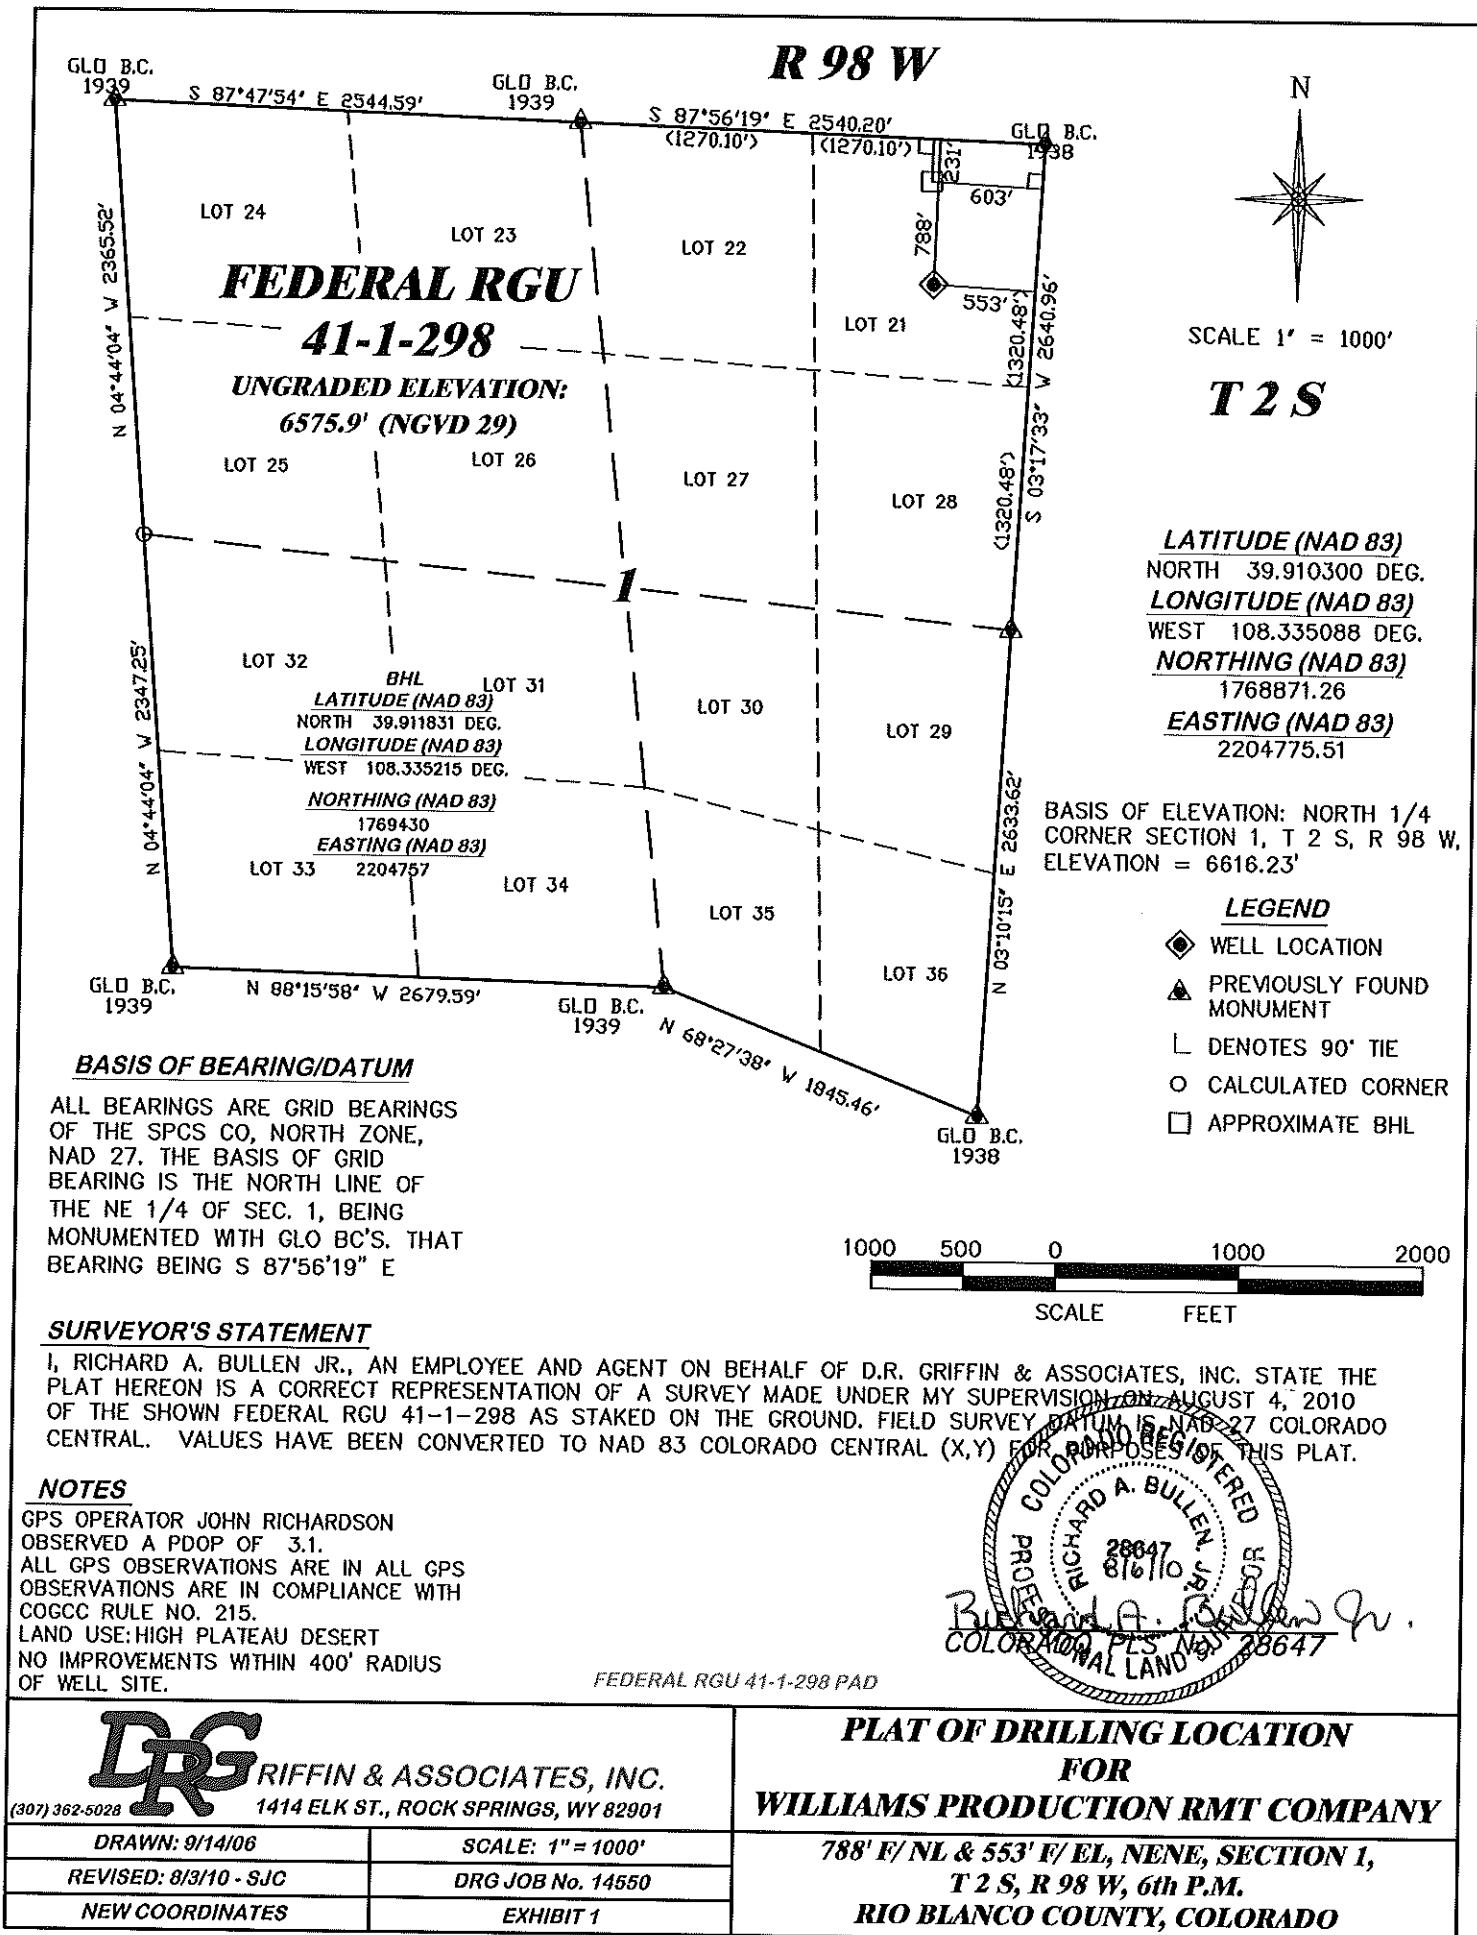 R 98 W
GLO B.C.
1939
S 87°47'54" E 2544.59'
GLO B.C.
1939
S 87°56'19" E 2540.20'
(1270.10')
(1270.10')
GLO B.C.
1938
231'
603'
788'
553'
N
SCALE 1" = 1000'
T 2 S
LOT 24
LOT 23
LOT 22
LOT 21
N 04°44'04" W 2365.52'
FEDERAL RGU
41-1-298
UNGRADED ELEVATION:
6575.9' (NGVD 29)
(1320.48')
S 03°17'33" W 2640.96'
(1320.48')
LOT 25
LOT 26
LOT 27
LOT 28
1
LATITUDE (NAD 83)
NORTH 39.910300 DEG.
LONGITUDE (NAD 83)
WEST 108.335088 DEG.
NORTHING (NAD 83)
1768871.26
EASTING (NAD 83)
2204775.51
LOT 32
LOT 31
LOT 30
LOT 29
N 04°44'04" W 2347.25'
BHL
LATITUDE (NAD 83)
NORTH 39.911831 DEG.
LONGITUDE (NAD 83)
WEST 108.335215 DEG.
NORTHING (NAD 83)
1769430
EASTING (NAD 83)
2204757
LOT 33
LOT 34
LOT 35
LOT 36
N 03°10'15" E 2633.62'
BASIS OF ELEVATION: NORTH 1/4
CORNER SECTION 1, T 2 S, R 98 W,
ELEVATION = 6616.23'
LEGEND
WELL LOCATION
PREVIOUSLY FOUND
MONUMENT
DENOTES 90° TIE
CALCULATED CORNER
APPROXIMATE BHL
GLO B.C.
1939
N 88°15'58" W 2679.59'
GLO B.C.
1939
N 68°27'38" W 1845.46'
GLO B.C.
1938
BASIS OF BEARING/DATUM
ALL BEARINGS ARE GRID BEARINGS
OF THE SPCS CO, NORTH ZONE,
NAD 27. THE BASIS OF GRID
BEARING IS THE NORTH LINE OF
THE NE 1/4 OF SEC. 1, BEING
MONUMENTED WITH GLO BC'S. THAT
BEARING BEING S 87°56'19" E
1000 500 0 1000 2000
SCALE FEET
SURVEYOR'S STATEMENT
I, RICHARD A. BULLEN JR., AN EMPLOYEE AND AGENT ON BEHALF OF D.R. GRIFFIN & ASSOCIATES, INC. STATE THE
PLAT HEREON IS A CORRECT REPRESENTATION OF A SURVEY MADE UNDER MY SUPERVISION ON AUGUST 4, 2010
OF THE SHOWN FEDERAL RGU 41-1-298 AS STAKED ON THE GROUND. FIELD SURVEY DATUM IS NAD 27 COLORADO
CENTRAL. VALUES HAVE BEEN CONVERTED TO NAD 83 COLORADO CENTRAL (X,Y) FOR PURPOSES OF THIS PLAT.
NOTES
GPS OPERATOR JOHN RICHARDSON
OBSERVED A PDOP OF 3.1.
ALL GPS OBSERVATIONS ARE IN ALL GPS
OBSERVATIONS ARE IN COMPLIANCE WITH
COGCC RULE NO. 215.
LAND USE: HIGH PLATEAU DESERT
NO IMPROVEMENTS WITHIN 400' RADIUS
OF WELL SITE.
COLORADO REGISTERED
PROFESSIONAL LAND SURVEYOR
RICHARD A. BULLEN. JR.
28647
8/6/10
Richard A. Bullen Jr.
COLORADO PLS No. 28647
FEDERAL RGU 41-1-298 PAD
DRG
RIFFIN & ASSOCIATES, INC.
(307) 362-5028
1414 ELK ST., ROCK SPRINGS, WY 82901
DRAWN: 9/14/06
SCALE: 1" = 1000'
REVISED: 8/3/10 - SJC
DRG JOB No. 14550
NEW COORDINATES
EXHIBIT 1
PLAT OF DRILLING LOCATION
FOR
WILLIAMS PRODUCTION RMT COMPANY
788' F/ NL & 553' F/ EL, NENE, SECTION 1,
T 2 S, R 98 W, 6th P.M.
RIO BLANCO COUNTY, COLORADO